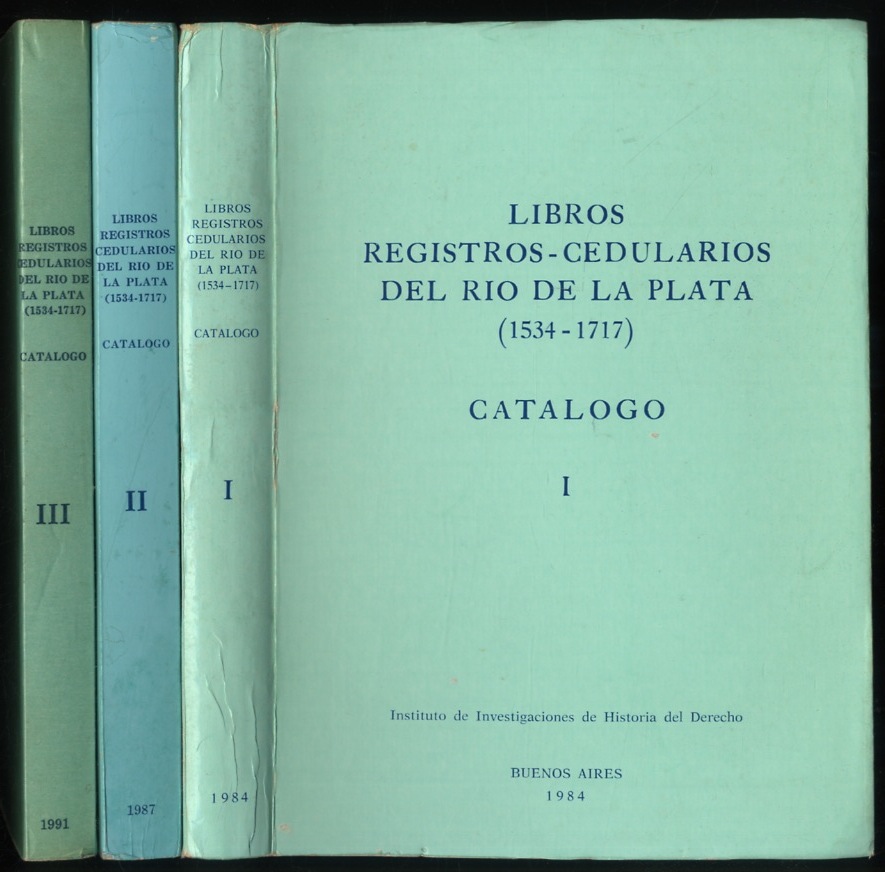 LIBROS
REGISTROS
CEDULARIOS
DEL RIO DE
LA PLATA
(1534-1717)
CATALOGO
III
1991
LIBROS
REGISTROS
CEDULARIOS
DEL RIO DE
LA PLATA
(1534-1717)
CATALOGO
II
1987
LIBROS
REGISTROS
CEDULARIOS
DEL RIO DE
LA PLATA
(1534-1717)
CATALOGO
I
1984
LIBROS
REGISTROS-CEDULARIOS
DEL RIO DE LA PLATA
(1534-1717)
CATALOGO
I
Instituto de Investigaciones de Historia del Derecho
BUENOS AIRES
1984